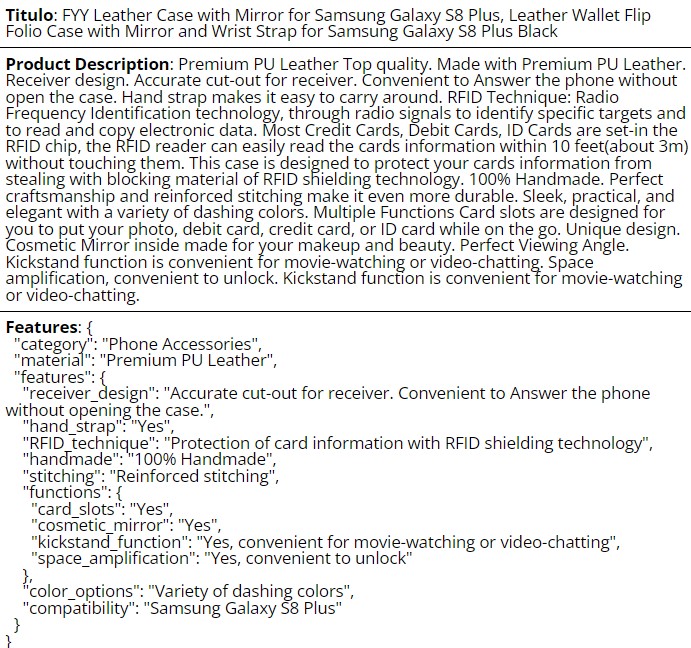 Titulo: FYY Leather Case with Mirror for Samsung Galaxy S8 Plus, Leather Wallet Flip
Folio Case with Mirror and Wrist Strap for Samsung Galaxy S8 Plus Black
Product Description: Premium PU Leather Top quality. Made with Premium PU Leather.
Receiver design. Accurate cut-out for receiver. Convenient to Answer the phone without
open the case. Hand strap makes it easy to carry around. RFID Technique: Radio
Frequency Identification technology, through radio signals to identify specific targets and
to read and copy electronic data. Most Credit Cards, Debit Cards, ID Cards are set-in the
RFID chip, the RFID reader can easily read the cards information within 10 feet(about 3m)
without touching them. This case is designed to protect your cards information from
stealing with blocking material of RFID shielding technology. 100% Handmade. Perfect
craftsmanship and reinforced stitching make it even more durable. Sleek, practical, and
elegant with a variety of dashing colors. Multiple Functions Card slots are designed for
you to put your photo, debit card, credit card, or ID card while on the go. Unique design.
Cosmetic Mirror inside made for your makeup and beauty. Perfect Viewing Angle.
Kickstand function is convenient for movie-watching or video-chatting. Space
amplification, convenient to unlock. Kickstand function is convenient for movie-watching
or video-chatting.
Features: {
"category": "Phone Accessories",
"material": "Premium PU Leather",
"features": {
"receiver_design": "Accurate cut-out for receiver. Convenient to Answer the phone
without opening the case.",
"hand_strap": "Yes",
"RFID_technique": "Protection of card information with RFID shielding technology",
"handmade": "100% Handmade",
"stitching": "Reinforced stitching",
"functions": {
"card_slots": "Yes",
"cosmetic_mirror": "Yes",
"kickstand_function": "Yes, convenient for movie-watching or video-chatting",
"space_amplification": "Yes, convenient to unlock"
},
"color_options": "Variety of dashing colors",
"compatibility": "Samsung Galaxy S8 Plus"
}
}